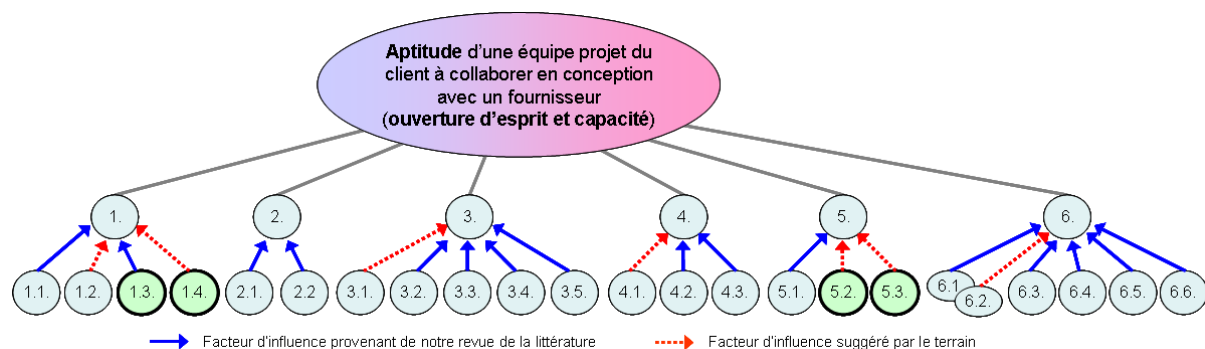 Aptitude d'une équipe projet du
client à collaborer en conception
avec un fournisseur
(ouverture d'esprit et capacité)
1. 2. 3. 4. 5. 6.
1.1. 1.2. 1.3. 1.4. 2.1. 2.2 3.1. 3.2. 3.3. 3.4. 3.5. 4.1. 4.2. 4.3. 5.1. 5.2. 5.3. 6.1 6.2. 6.3. 6.4. 6.5. 6.6.
Facteur d'influence provenant de notre revue de la littérature Facteur d'influence suggéré par le terrain